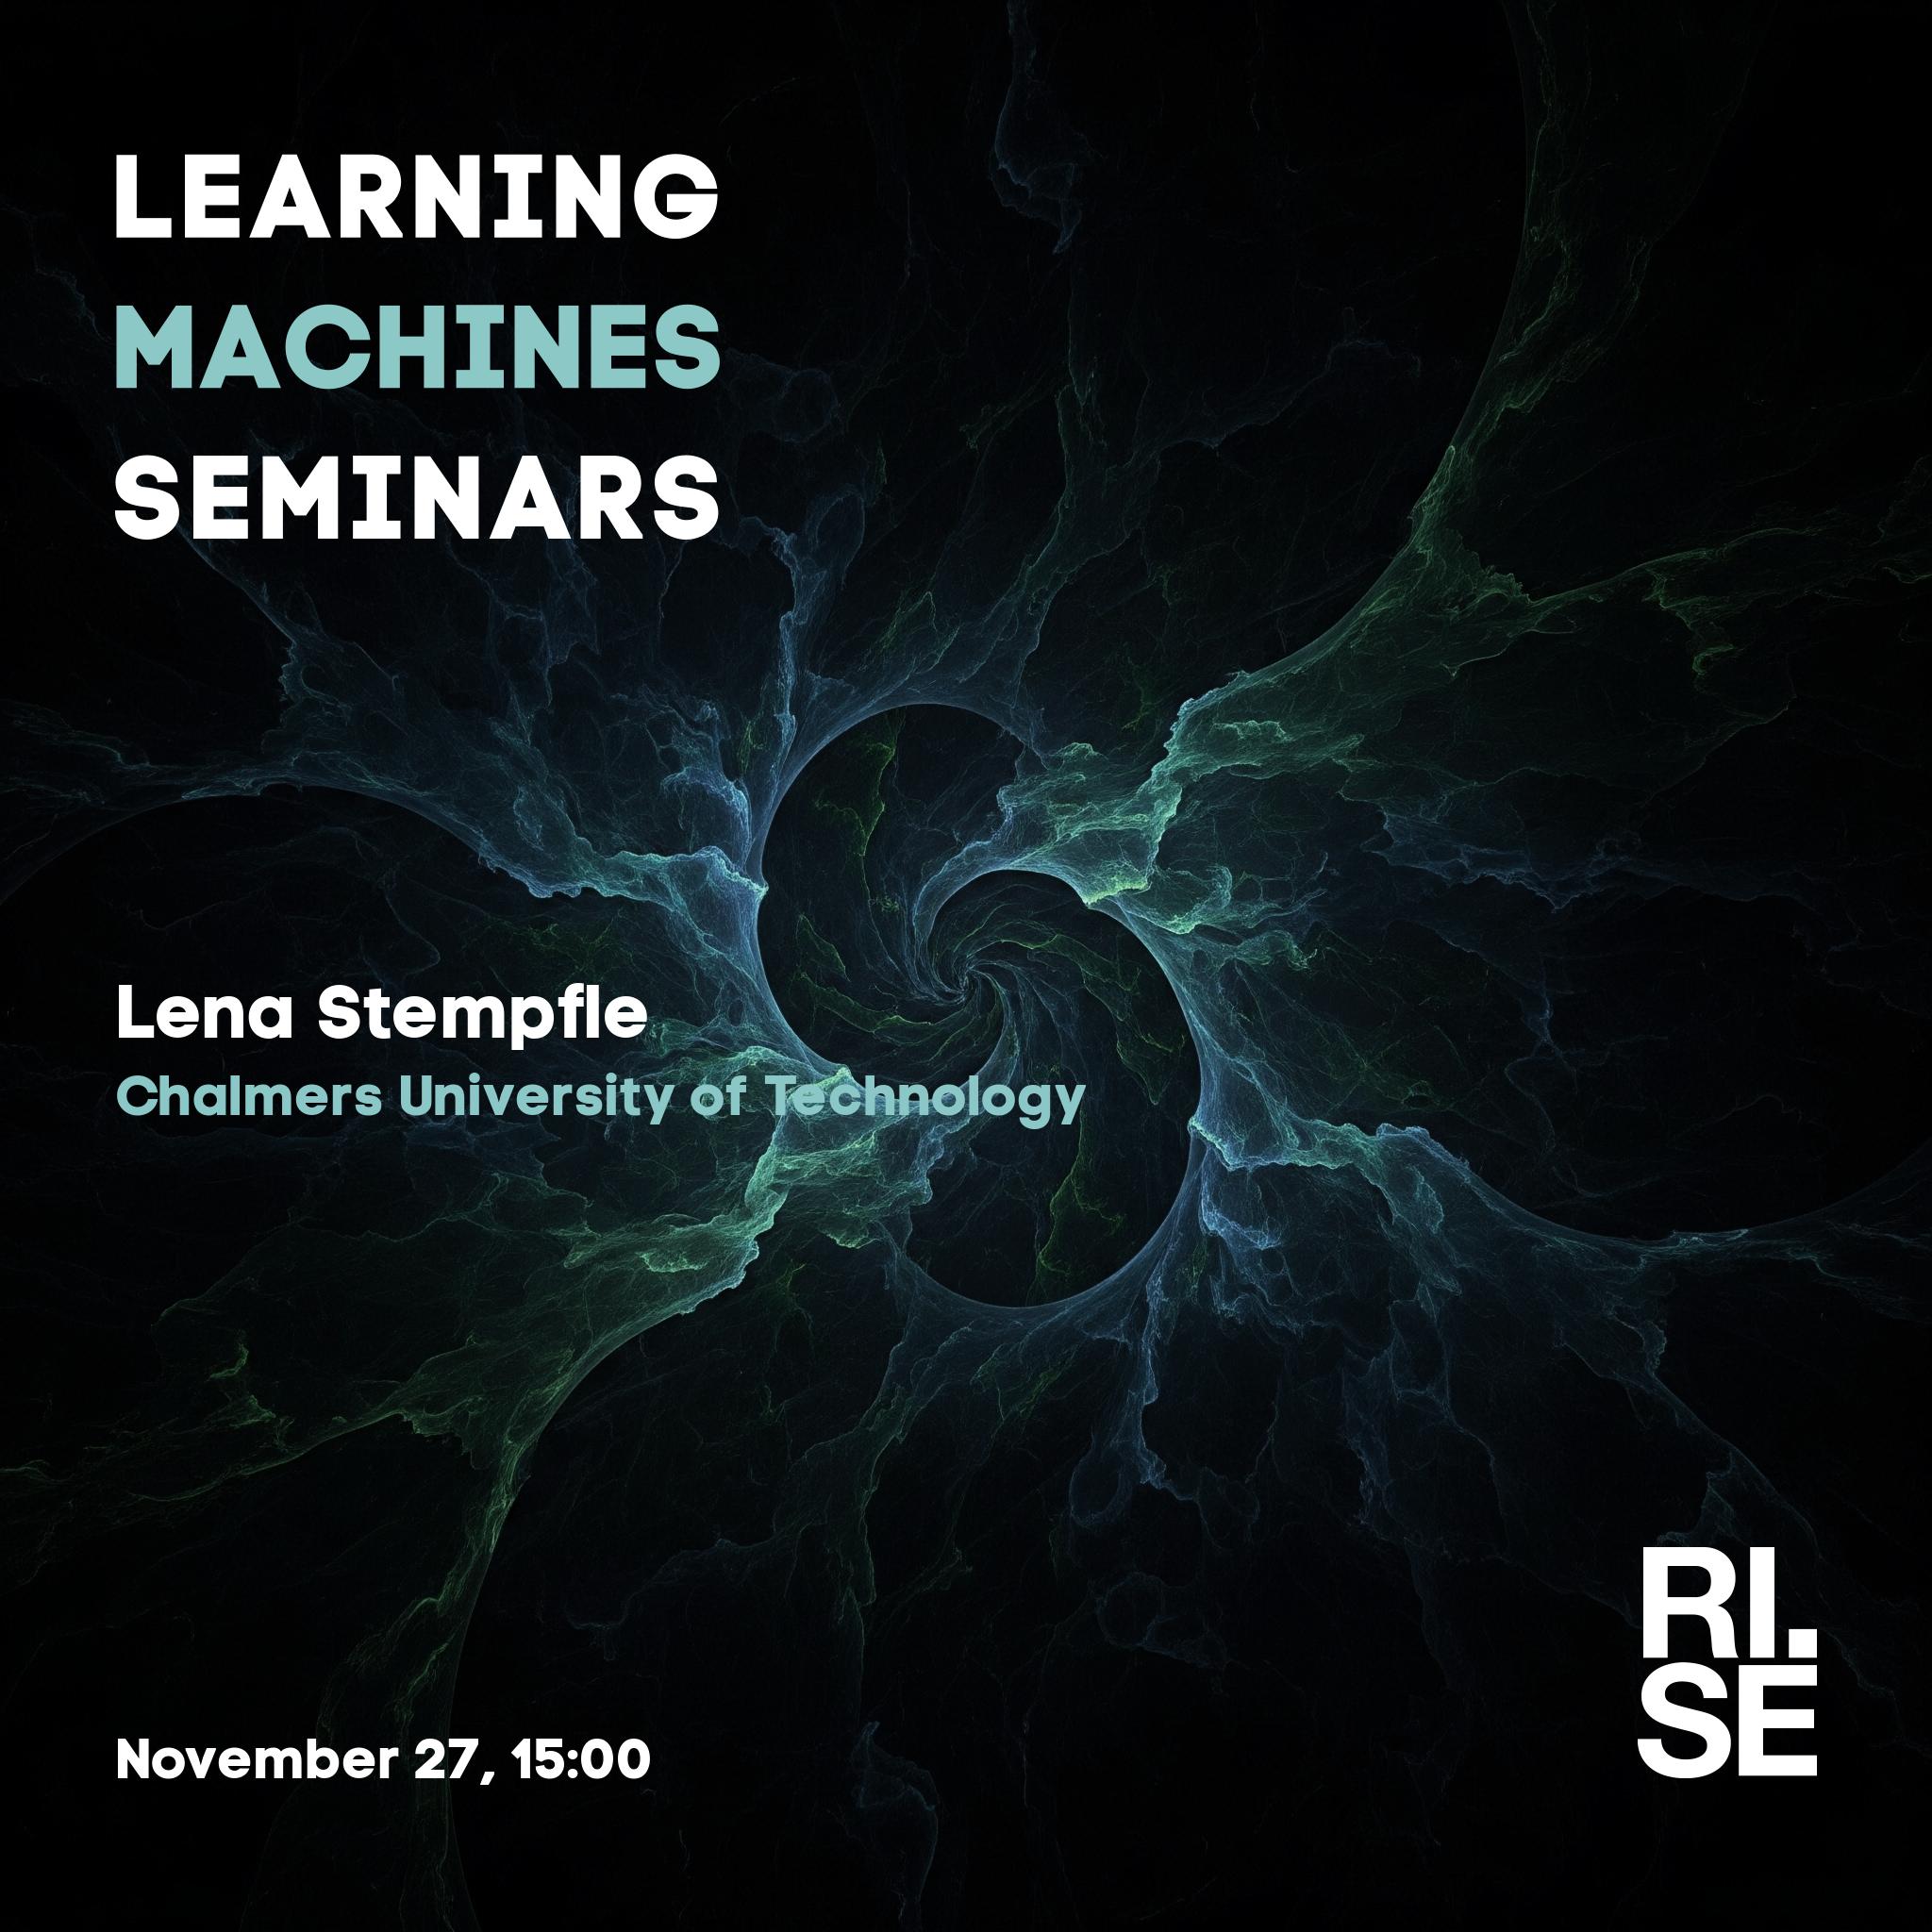 LEARNING
MACHINES
SEMINARS
Lena Stempfle
Chalmers University of Technology
November 27, 15:00
RI.
SE